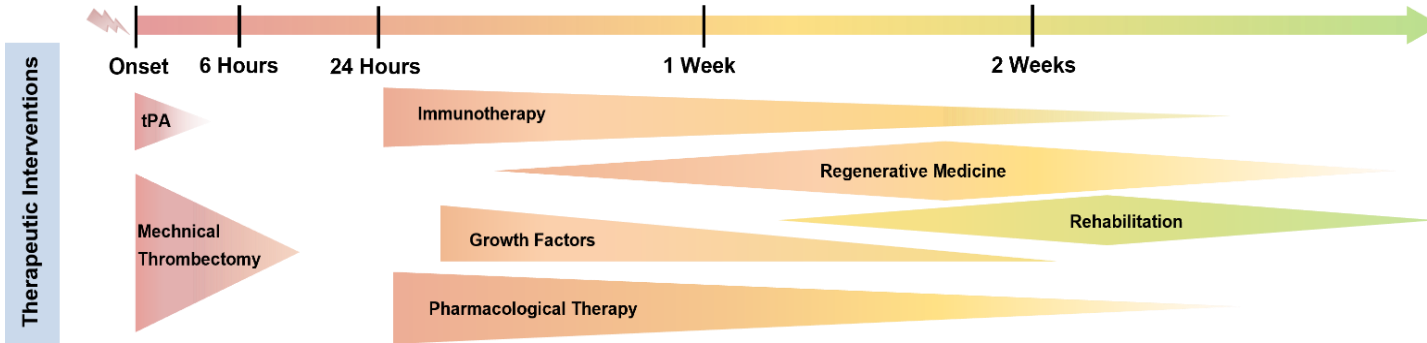 Onset
6 Hours
24 Hours
1 Week
2 Weeks
Therapeutic Interventions
tPA
Immunotherapy
Regenerative Medicine
Rehabilitation
Mechnical
Thrombectomy
Growth Factors
Pharmacological Therapy